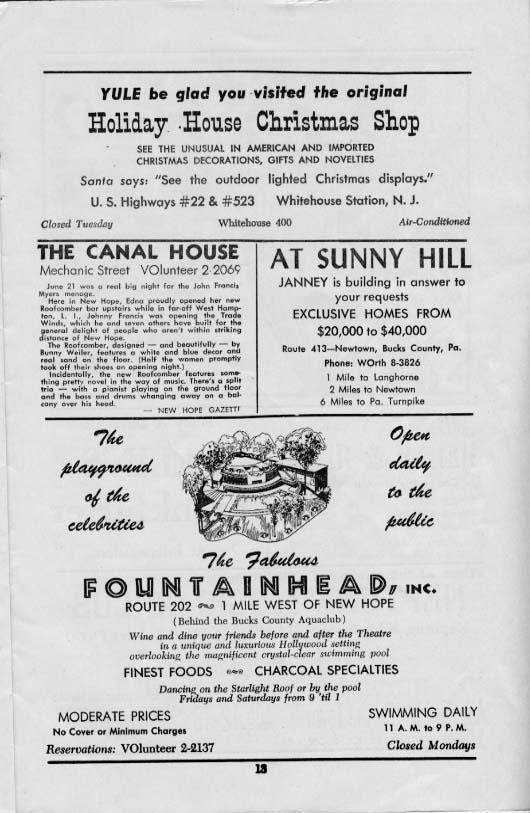 YULE be glad you visited the original
Holiday House Christmas Shop
SEE THE UNUSUAL IN AMERICAN AND IMPORTED
CHRISTMAS DECORATIONS, GIFTS AND NOVELTIES
Santa says: "See the outdoor lighted Christmas displays."
U. S. Highways #22 & #523 Whitehouse Station, N. J.
Closed Tuesday Whitehouse 400 Air-Conditioned
THE CANAL HOUSE
Mechanic Street VOlunteer 2-2069
June 21 was a real big night for the John Francis
Myers menage.
Here in New Hope, Edna proudly opened her new
Roofcomber bar upstairs while in far-off West Hamp-
ton, L. I., Johnny Francis was opening the Trade
Winds, which he and seven others have built for the
general delight of people who aren't within striking
distance of New Hope.
The Roofcomber, designed — and beautifully — by
Bunny Weiler, features a white and blue decor and
real sand on the floor. (Half the women promptly
took off their shoes on opening night.)
Incidentally, the new Roofcomber features some-
thing pretty novel in the way of music. There's a split
trio — with a pianist playing on the ground floor
and the bass and drums whanging away on a bal-
cony over his head.
— NEW HOPE GAZETTE
AT SUNNY HILL
JANNEY is building in answer to
your requests
EXCLUSIVE HOMES FROM
$20,000 to $40,000
Route 413—Newtown, Bucks County, Pa.
Phone: WOrth 8-3826
1 Mile to Langhorne
2 Miles to Newtown
6 Miles to Pa. Turnpike
The
playground
of the
celebrities
Open
daily
to the
public
The Fabulous
FOUNTAINHEAD, INC.
ROUTE 202 1 MILE WEST OF NEW HOPE
(Behind the Bucks County Aquaclub)
Wine and dine your friends before and after the Theatre
in a unique and luxurious Hollywood setting
overlooking the magnificent crystal-clear swimming pool
FINEST FOODS CHARCOAL SPECIALTIES
Dancing on the Starlight Roof or by the pool
Fridays and Saturdays from 9 'til 1
MODERATE PRICES
No Cover or Minimum Charges
Reservations: VOlunteer 2-2137
SWIMMING DAILY
11 A. M. to 9 P. M.
Closed Mondays
13